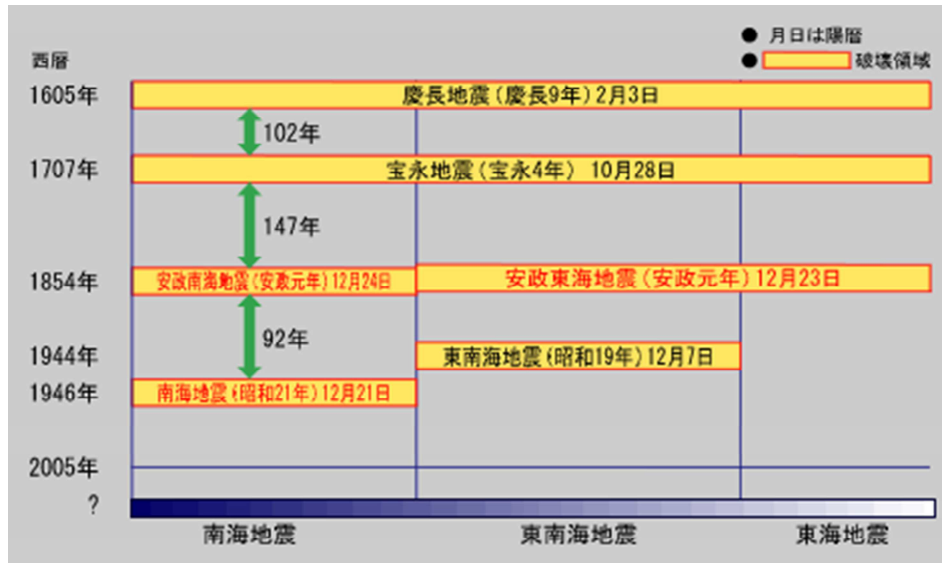 ● 月日は陽暦
西暦
● 破壊領域
1605年
慶長地震(慶長9年)2月3日
102年
1707年
宝永地震(宝永4年) 10月28日
147年
1854年
安政南海地震(安政元年)12月24日
安政東海地震(安政元年)12月23日
92年
1944年
東南海地震(昭和19年)12月7日
1946年
南海地震(昭和21年)12月21日
2005年
?
南海地震
東南海地震
東海地震